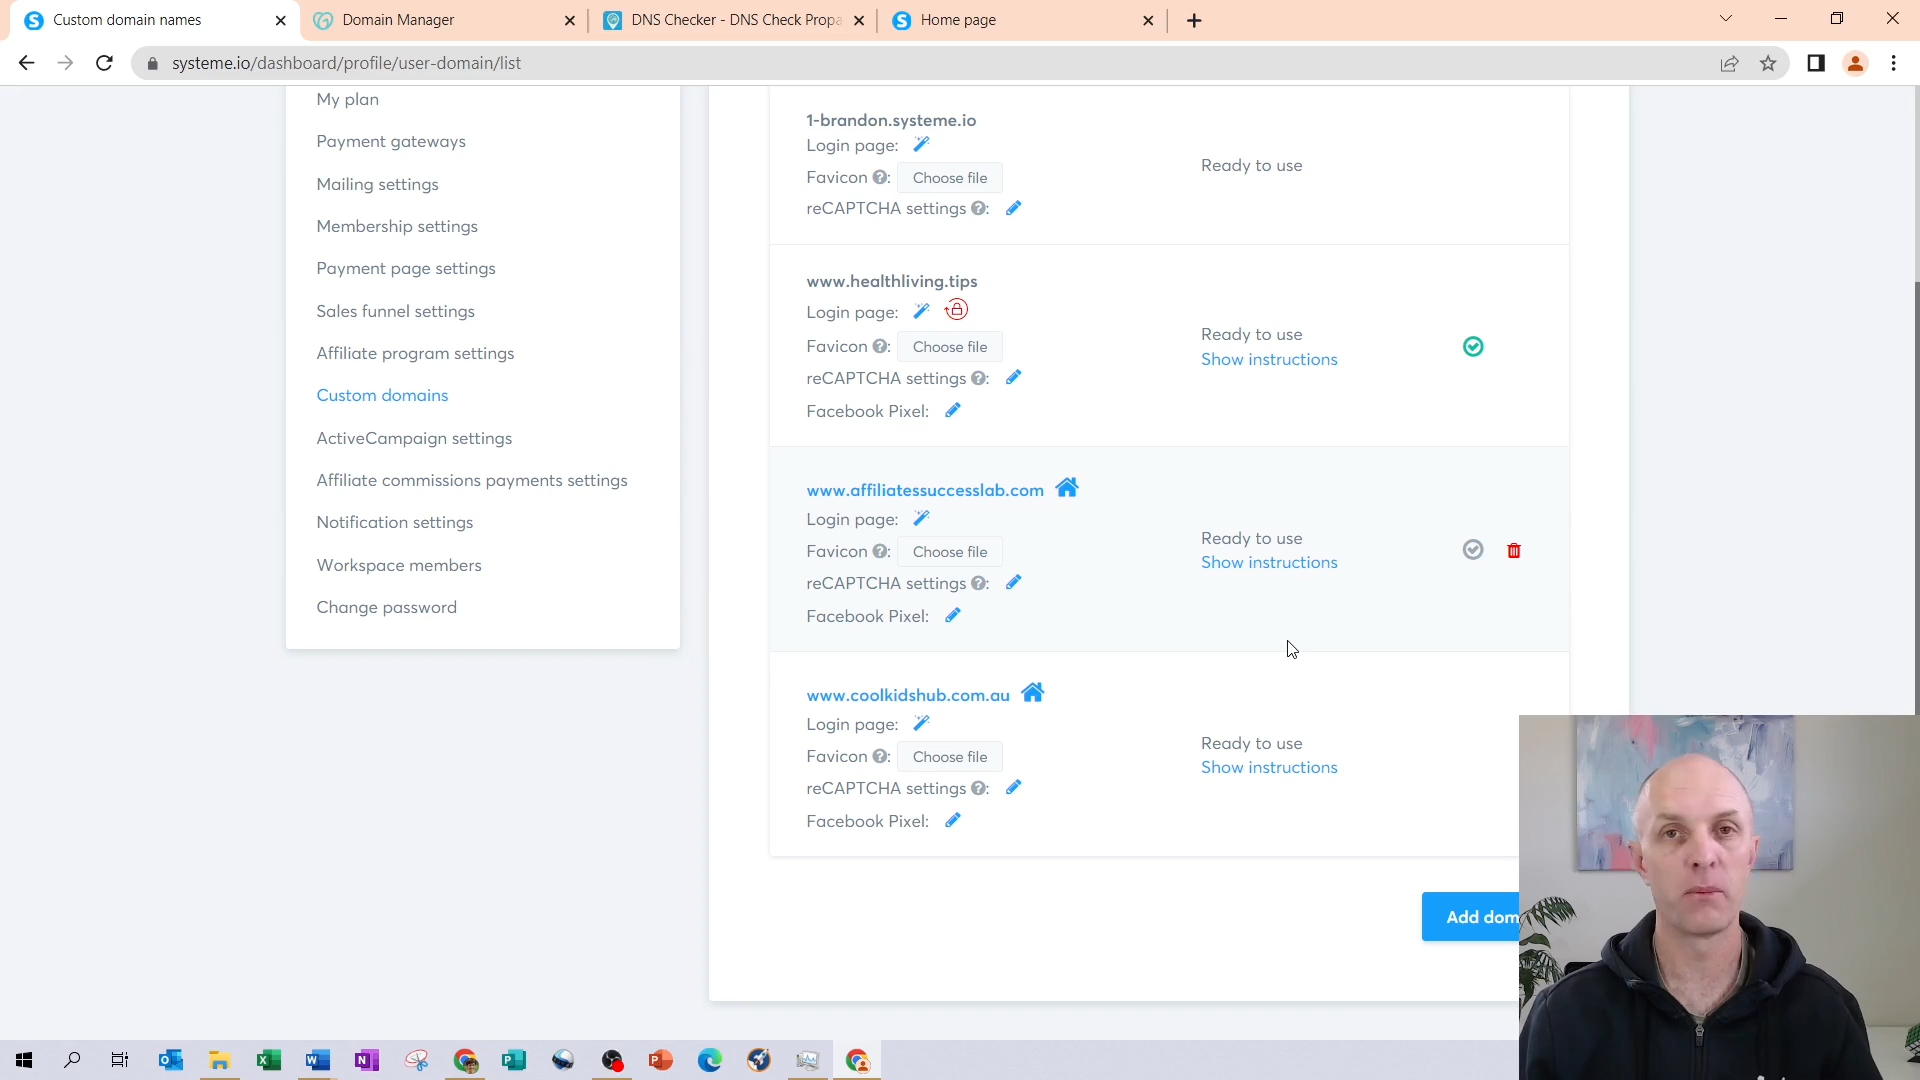 Custom domain names
Domain Manager
DNS Checker - DNS Check Propa
Home page
systeme.io/dashboard/profile/user-domain/list
My plan
Payment gateways
Mailing settings
Membership settings
Payment page settings
Sales funnel settings
Affiliate program settings
Custom domains
ActiveCampaign settings
Affiliate commissions payments settings
Notification settings
Workspace members
Change password
1-brandon.systeme.io
Login page:
Favicon ?: Choose file
reCAPTCHA settings ?:
Ready to use
www.healthliving.tips
Login page:
Favicon ?: Choose file
reCAPTCHA settings ?:
Facebook Pixel:
Ready to use
Show instructions
www.affiliatessuccesslab.com
Login page:
Favicon ?: Choose file
reCAPTCHA settings ?:
Facebook Pixel:
Ready to use
Show instructions
www.coolkidshub.com.au
Login page:
Favicon ?: Choose file
reCAPTCHA settings ?:
Facebook Pixel:
Ready to use
Show instructions
Add dom